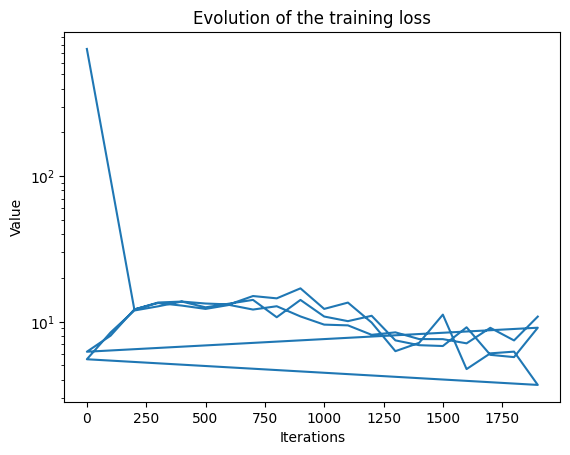 Evolution of the training loss
Value
10²
10¹
0 250 500 750 1000 1250 1500 1750
Iterations